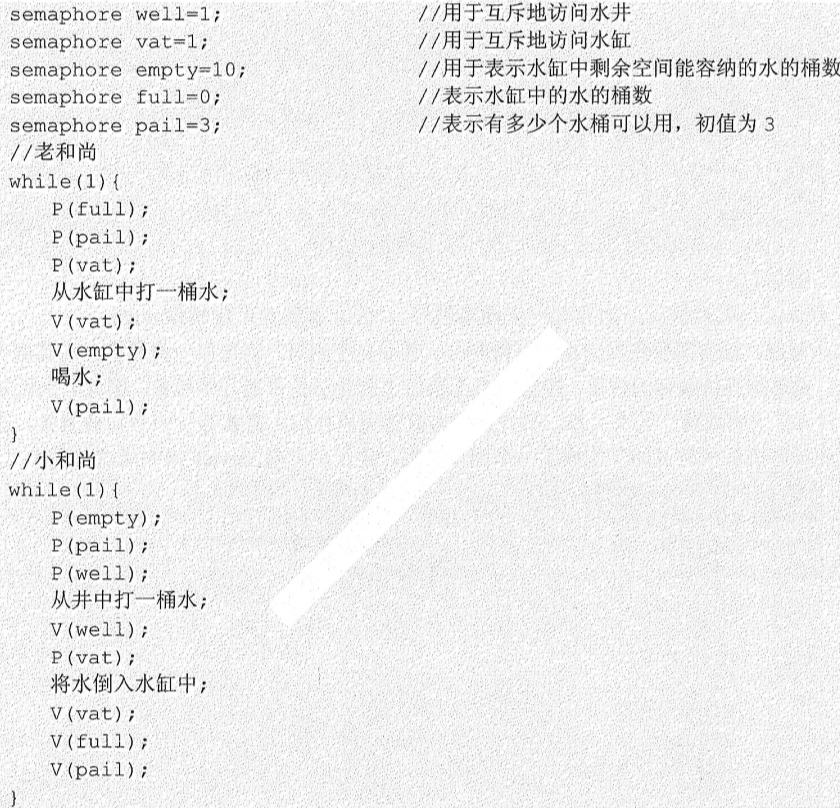 semaphore well=1; //用于互斥地访问水井
semaphore vat=1; //用于互斥地访问水缸
semaphore empty=10; //用于表示水缸中剩余空间能容纳的水的桶数
semaphore full=0; //表示水缸中的水的桶数
semaphore pail=3; //表示有多少个水桶可以用，初值为 3
//老和尚
while(1){
P(full);
P(pail);
P(vat);
从水缸中打一桶水;
V(vat);
V(empty);
喝水;
V(pail);
}
//小和尚
while(1){
P(empty);
P(pail);
P(well);
从井中打一桶水;
V(well);
P(vat);
将水倒入水缸中;
V(vat);
V(full);
V(pail);
}